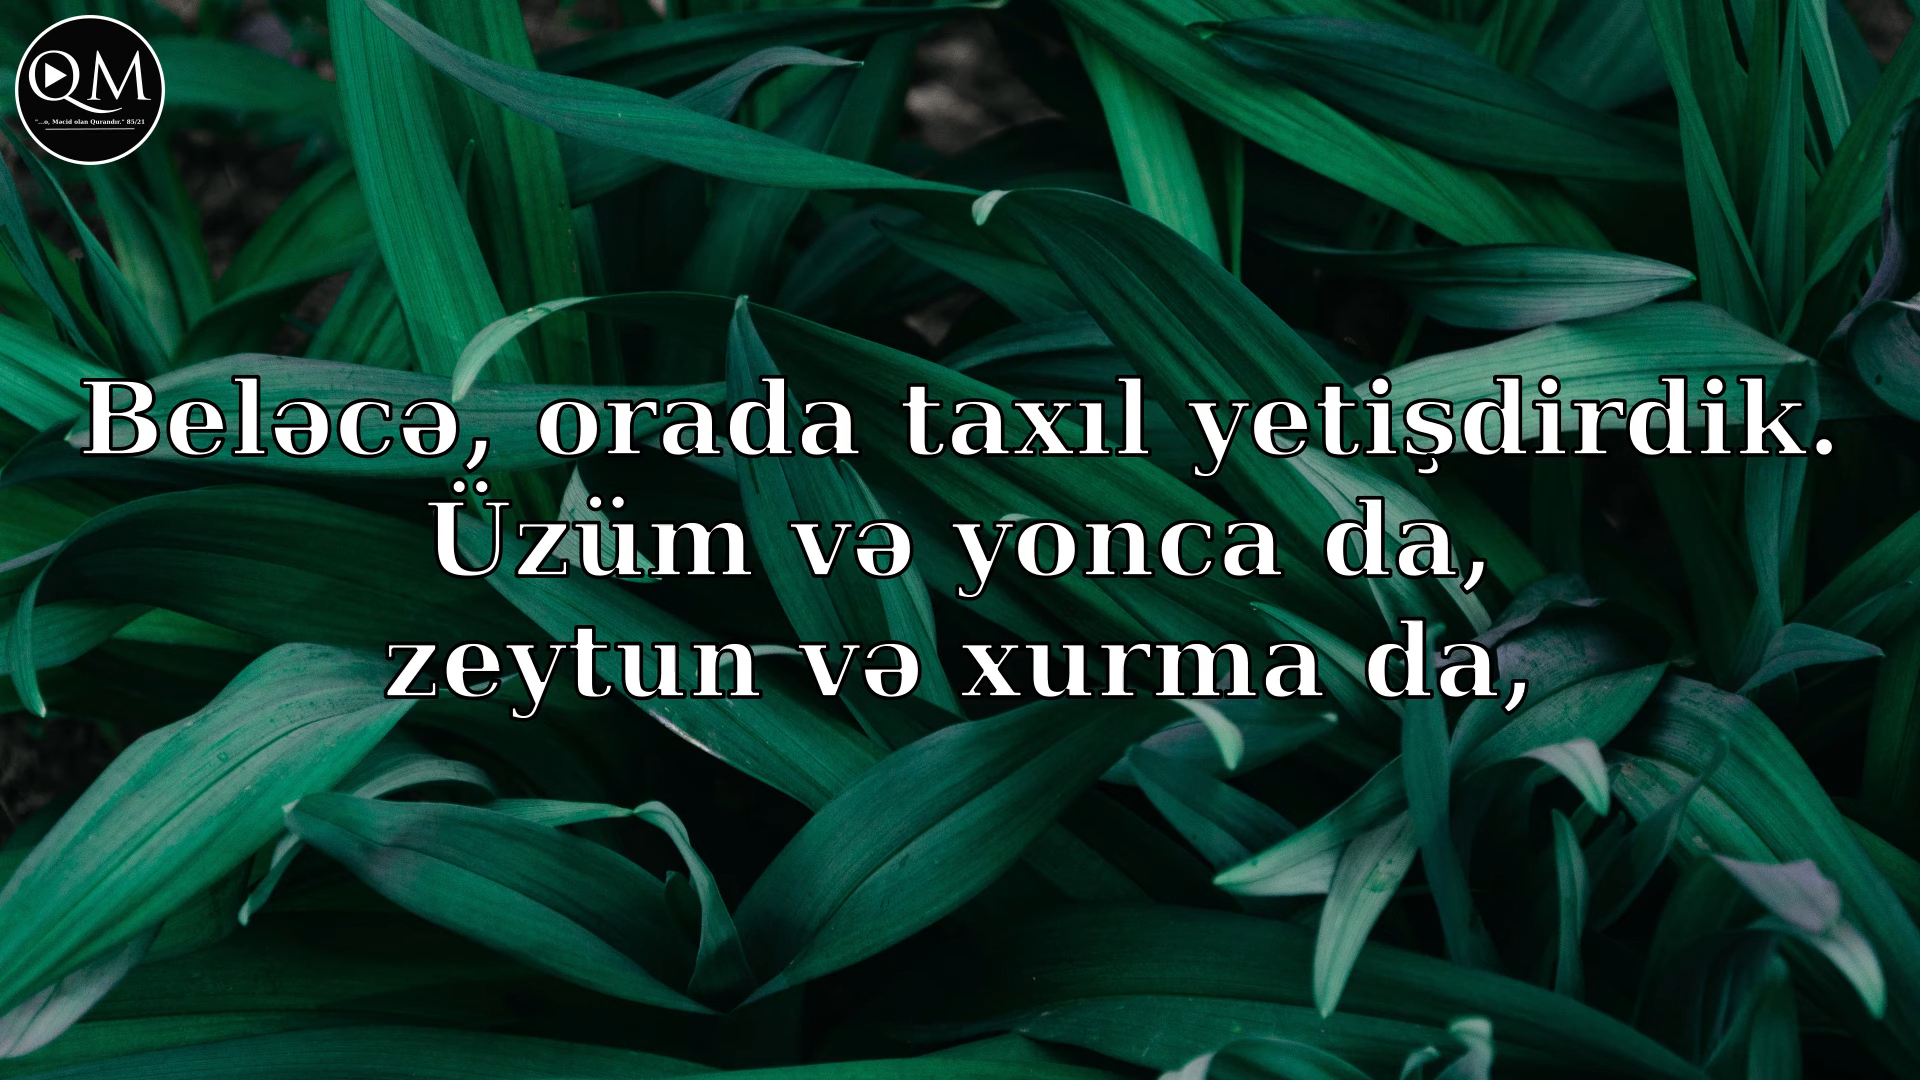 QM
"...o, Məcid olan Qurandır." 85/21
Beləcə, orada taxıl yetişdirdik.
Üzüm və yonca da,
zeytun və xurma da,